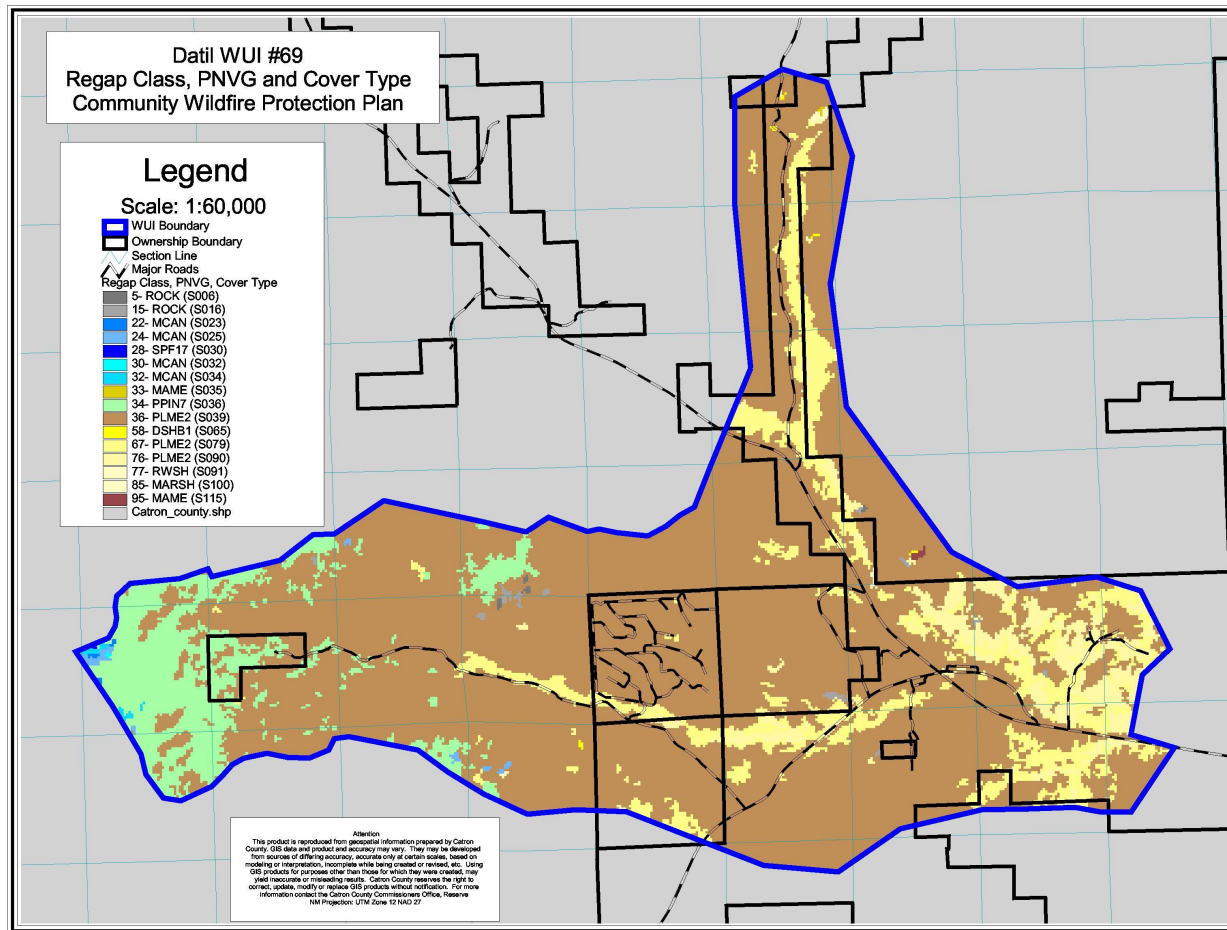 Datil WUI #69
Regap Class, PNVG and Cover Type
Community Wildfire Protection Plan
Legend
Scale: 1:60,000
WUI Boundary
Ownership Boundary
Section Line
Major Roads
Regap Class, PNVG, Cover Type
5- ROCK (S006)
15- ROCK (S016)
22- MCAN (S023)
24- MCAN (S025)
28- SPF17 (S030)
30- MCAN (S032)
32- MCAN (S034)
33- MAME (S035)
34- PPIN7 (S036)
36- PLME2 (S039)
58- DSHB1 (S065)
67- PLME2 (S079)
76- PLME2 (S090)
77- RWSH (S091)
85- MARSH (S100)
95- MAME (S115)
Catron_county.shp
Attention
This product is reproduced from geospatial information prepared by Catron
County. GIS data and product and accuracy may vary. They may be developed
from sources of differing accuracy, accurate only at certain scales, based on
modeling or interpretation, incomplete while being created or revised, etc. Using
GIS products for purposes other than those for which they were created, may
yield inaccurate or misleading results. Catron County reserves the right to
correct, update, modify or replace GIS products without notification. For more
information contact the Catron County Commissioners Office, Reserve
NM Projection: UTM Zone 12 NAD 27